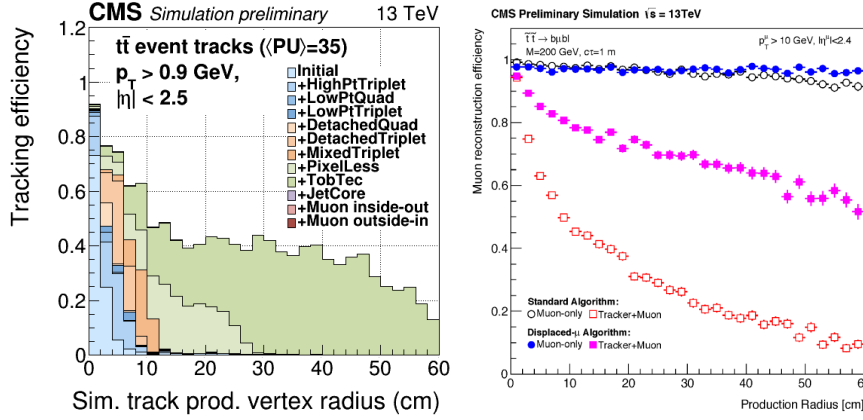 CMS Simulation preliminary 13 TeV
tt̄ event tracks (⟨PU⟩=35)
p_T > 0.9 GeV,
|η| < 2.5
Initial
+HighPtTriplet
+LowPtQuad
+LowPtTriplet
+DetachedQuad
+DetachedTriplet
+MixedTriplet
+PixelLess
+TobTec
+JetCore
+Muon inside-out
+Muon outside-in
Tracking efficiency
1.2
1
0.8
0.6
0.4
0.2
0
0 10 20 30 40 50 60
Sim. track prod. vertex radius (cm)
CMS Preliminary Simulation √s = 13TeV
t̃ t̃ → bμ bl
M=200 GeV, cτ=1 m
p_T^μ > 10 GeV, |η^μ|<2.4
Muon reconstruction efficiency
1
0.8
0.6
0.4
0.2
0
Standard Algorithm:
Muon-only Tracker+Muon
Displaced-μ Algorithm:
Muon-only Tracker+Muon
0 10 20 30 40 50 60
Production Radius [cm]